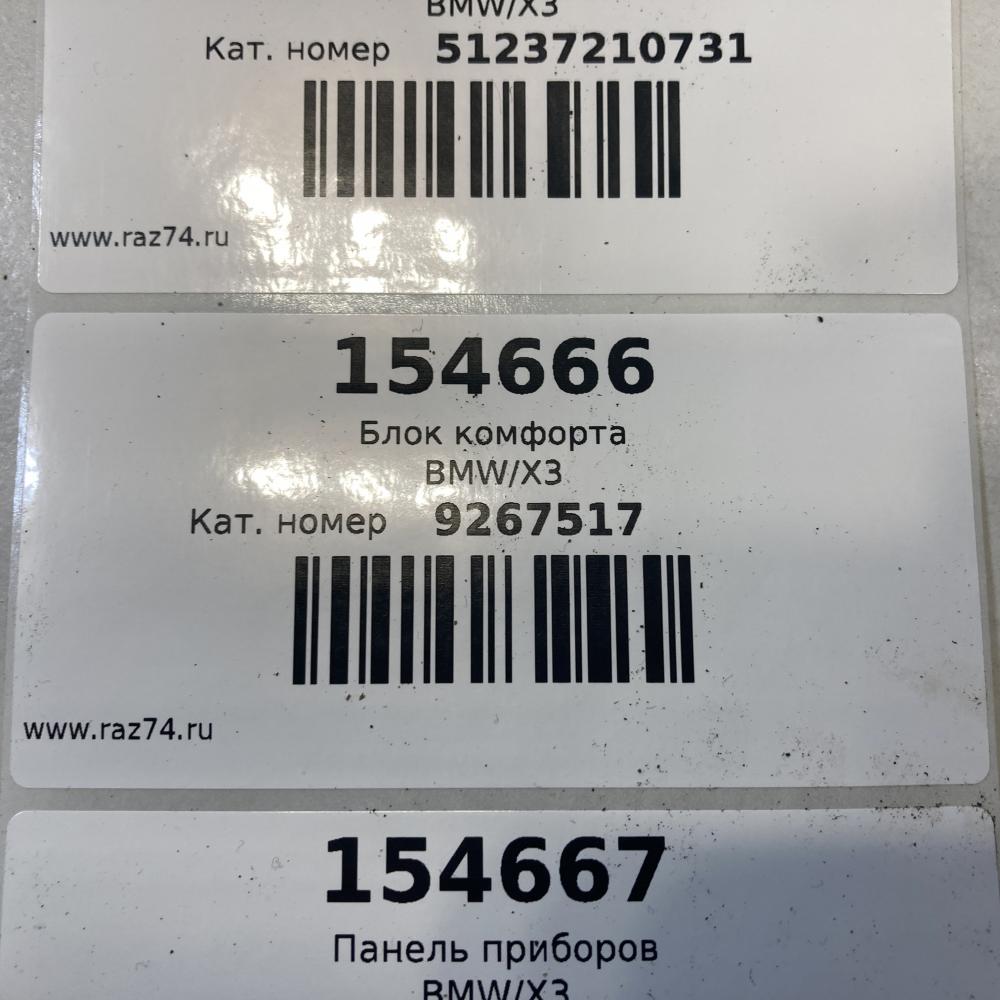 BMW/X3
Кат. номер 51237210731
www.raz74.ru
154666
Блок комфорта
BMW/X3
Кат. номер 9267517
www.raz74.ru
154667
Панель приборов
BMW/X3